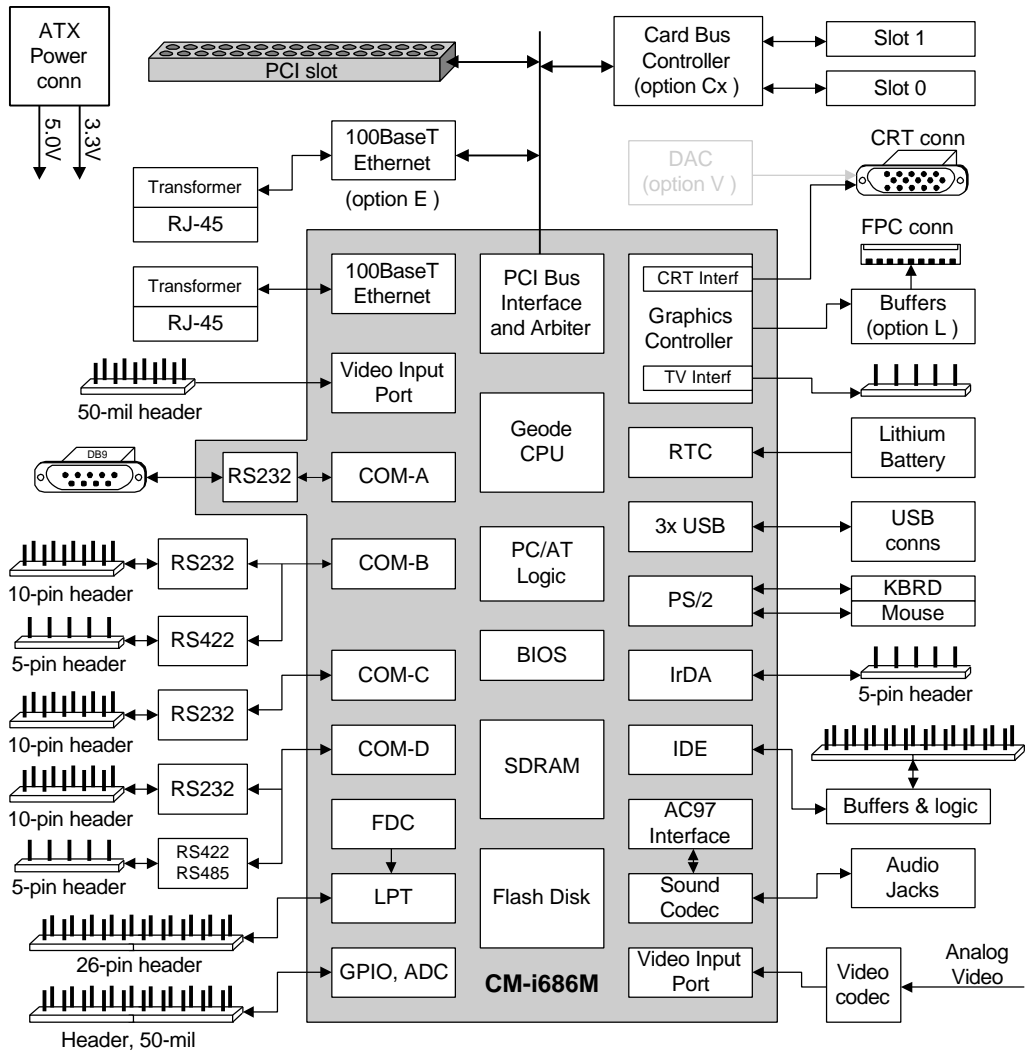 ATX
Power
conn
5.0V
3.3V
PCI slot
Card Bus
Controller
(option Cx )
Slot 1
Slot 0
100BaseT
Ethernet
(option E )
Transformer
RJ-45
DAC
(option V )
CRT conn
FPC conn
Transformer
RJ-45
100BaseT
Ethernet
PCI Bus
Interface
and Arbiter
CRT Interf
Graphics
Controller
TV Interf
Buffers
(option L )
50-mil header
Video Input
Port
Geode
CPU
RTC
Lithium
Battery
DB9
RS232
COM-A
3x USB
USB
conns
10-pin header
RS232
COM-B
PC/AT
Logic
PS/2
KBRD
Mouse
5-pin header
RS422
BIOS
IrDA
5-pin header
COM-C
10-pin header
RS232
COM-D
SDRAM
IDE
Buffers & logic
10-pin header
RS232
FDC
AC97
Interface
5-pin header
RS422
RS485
LPT
Flash Disk
Sound
Codec
Audio
Jacks
26-pin header
GPIO, ADC
CM-i686M
Video Input
Port
Video
codec
Analog
Video
Header, 50-mil